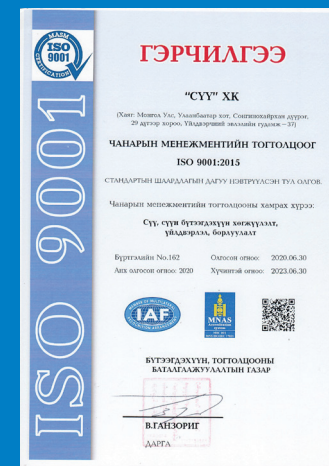 MASM
ISO
9001
CERTIFICATION
ISO 9001
ГЭРЧИЛГЭЭ
"СҮҮ" ХК
(Хаяг: Монгол Улс, Улаанбаатар хот, Сонгинохайрхан дүүрэг,
29 дүгээр хороо, Үйлдвэрчний эвлэлийн гудамж – 37)
ЧАНАРЫН МЕНЕЖМЕНТИЙН ТОГТОЛЦООГ
ISO 9001:2015
СТАНДАРТЫН ШААРДЛАГЫН ДАГУУ НЭВТРҮҮЛСЭН ТУЛ ОЛГОВ.
Чанарын менежментийн тогтолцооны хамрах хүрээ:
Сүү, сүүн бүтээгдэхүүн хөгжүүлэлт,
үйлдвэрлэл, борлуулалт
Бүртгэлийн No.162 Олгосон огноо: 2020.06.30
Анх олгосон огноо: 2020 Хүчинтэй огноо: 2023.06.30
IAF
MNAS
БҮТЭЭГДЭХҮҮН, ТОГТОЛЦООНЫ
БАТАЛГААЖУУЛАЛТЫН ГАЗАР
В.ГАНЗОРИГ
ДАРГА